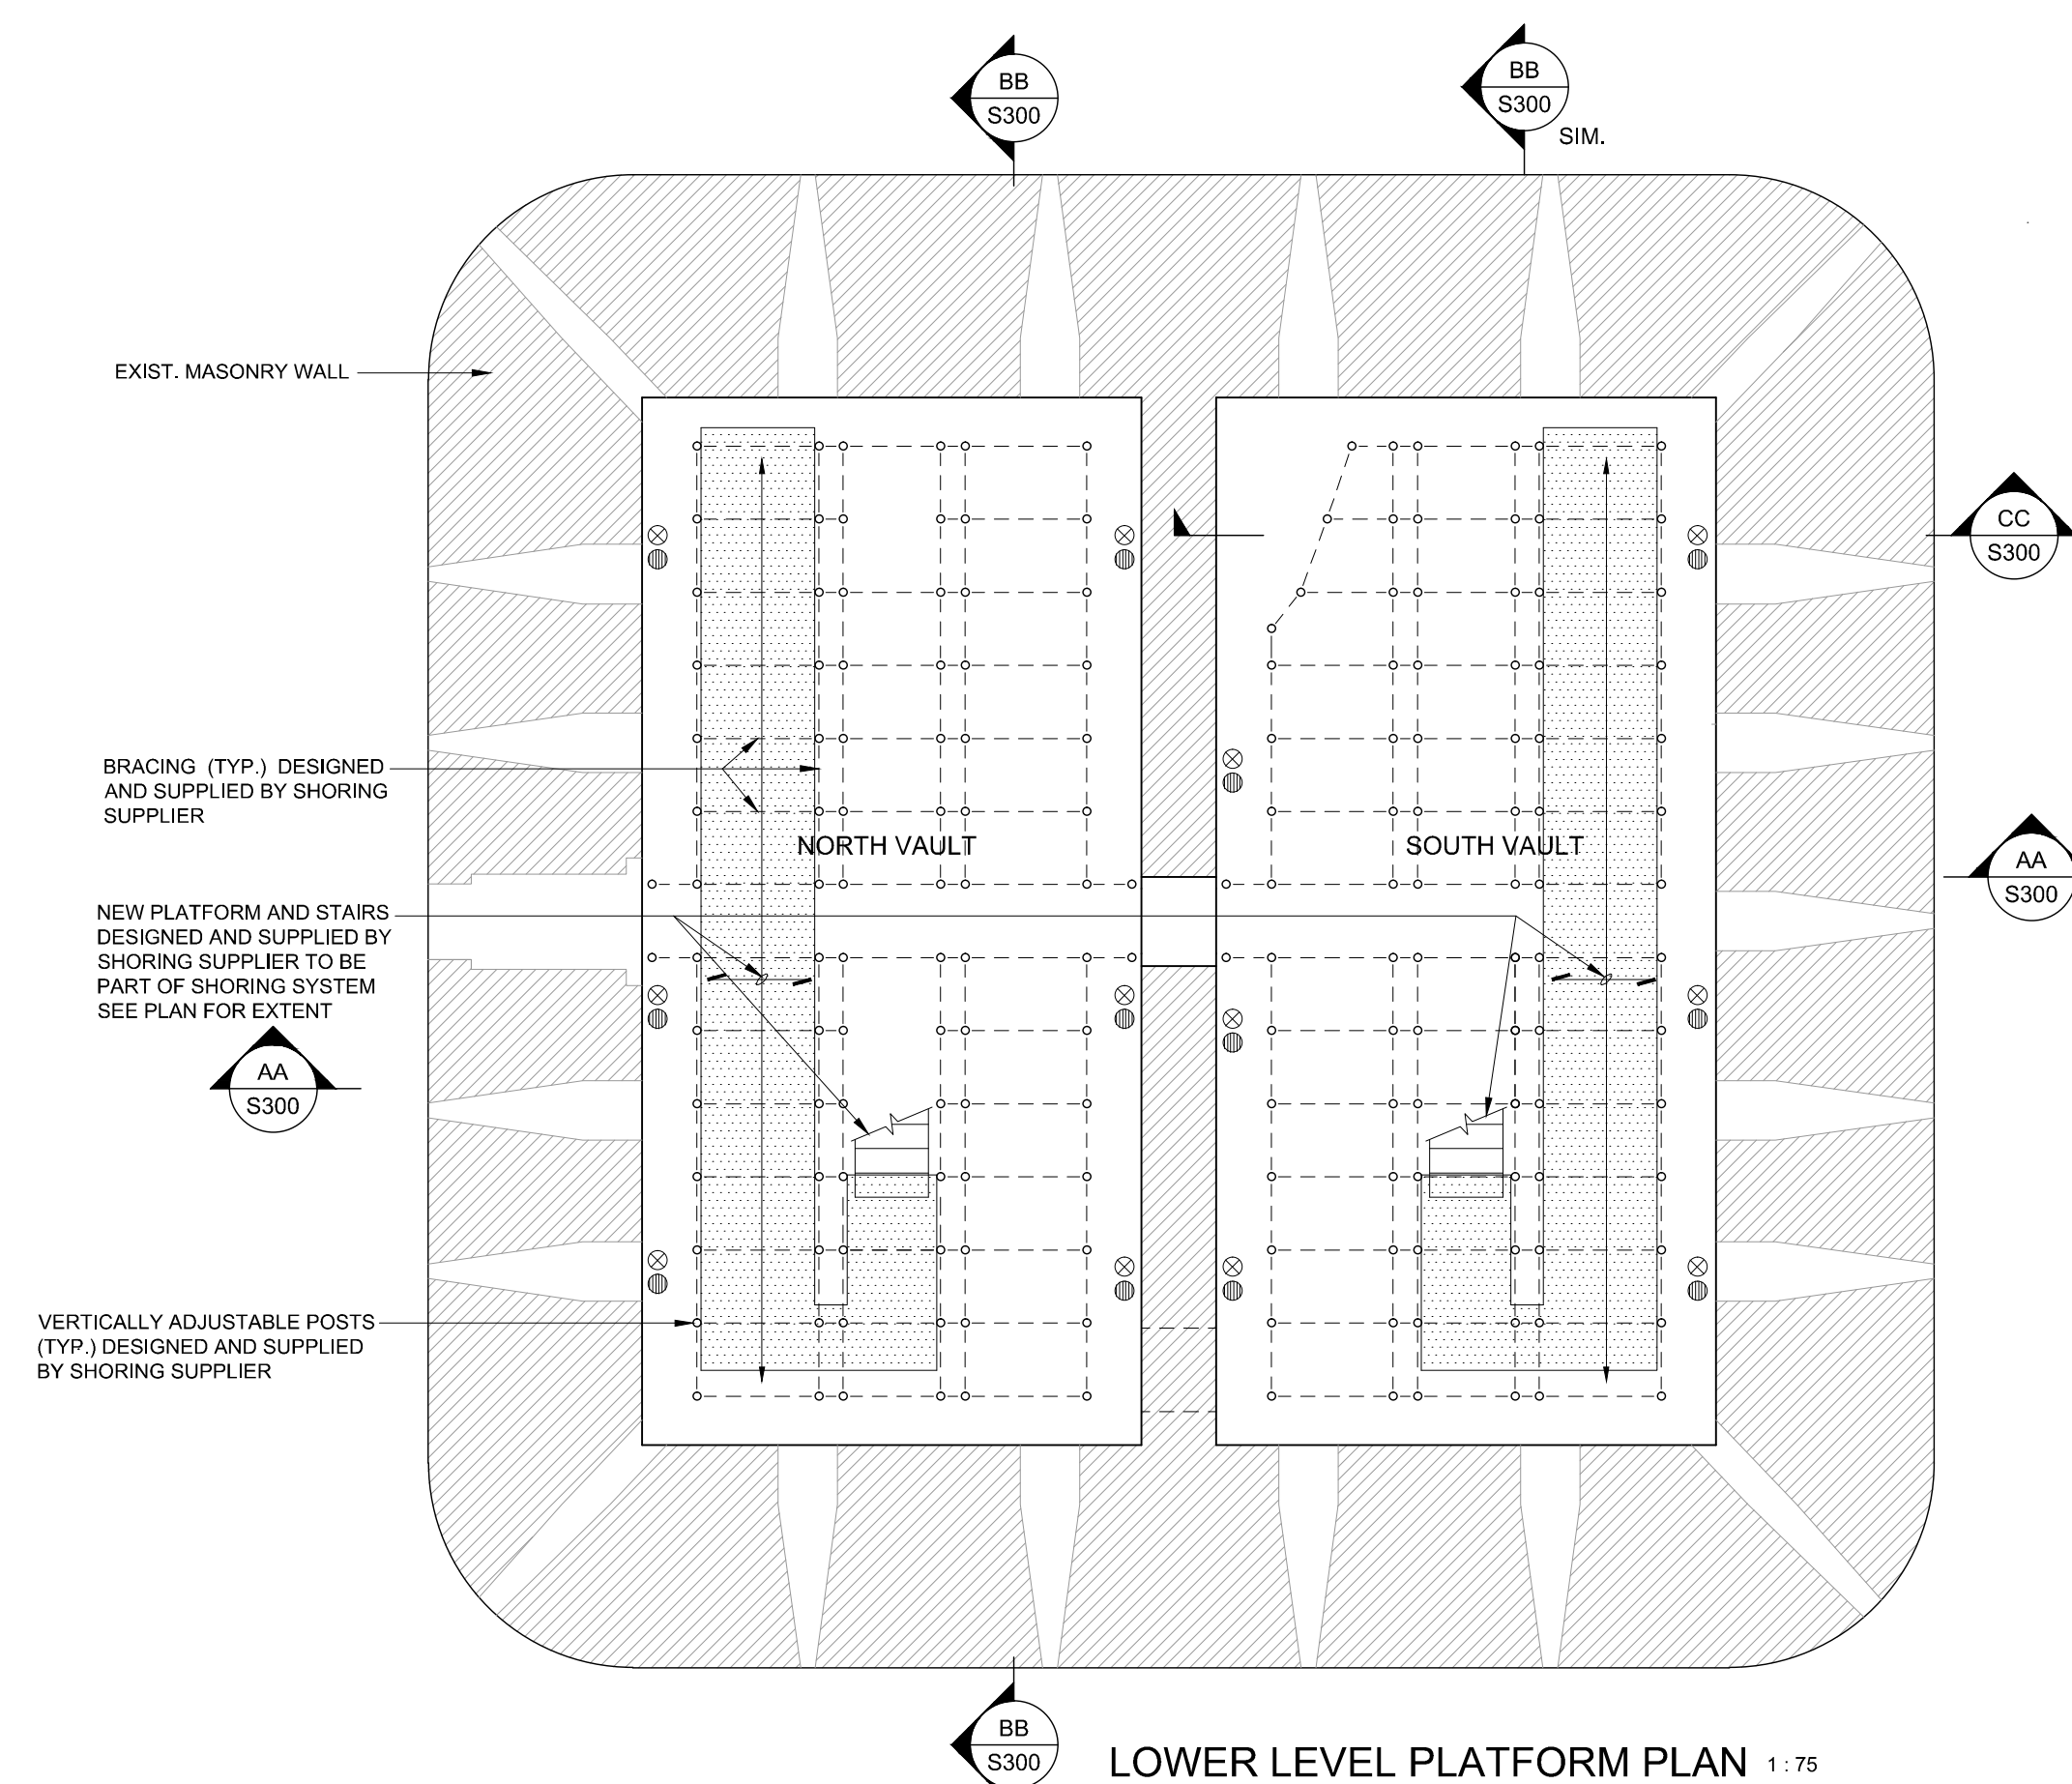 BB
S300
BB
S300
SIM.
EXIST. MASONRY WALL
CC
S300
BRACING (TYP.) DESIGNED
AND SUPPLIED BY SHORING
SUPPLIER
NORTH VAULT
SOUTH VAULT
AA
S300
NEW PLATFORM AND STAIRS
DESIGNED AND SUPPLIED BY
SHORING SUPPLIER TO BE
PART OF SHORING SYSTEM
SEE PLAN FOR EXTENT
AA
S300
VERTICALLY ADJUSTABLE POSTS
(TYP.) DESIGNED AND SUPPLIED
BY SHORING SUPPLIER
BB
S300
LOWER LEVEL PLATFORM PLAN 1 : 75